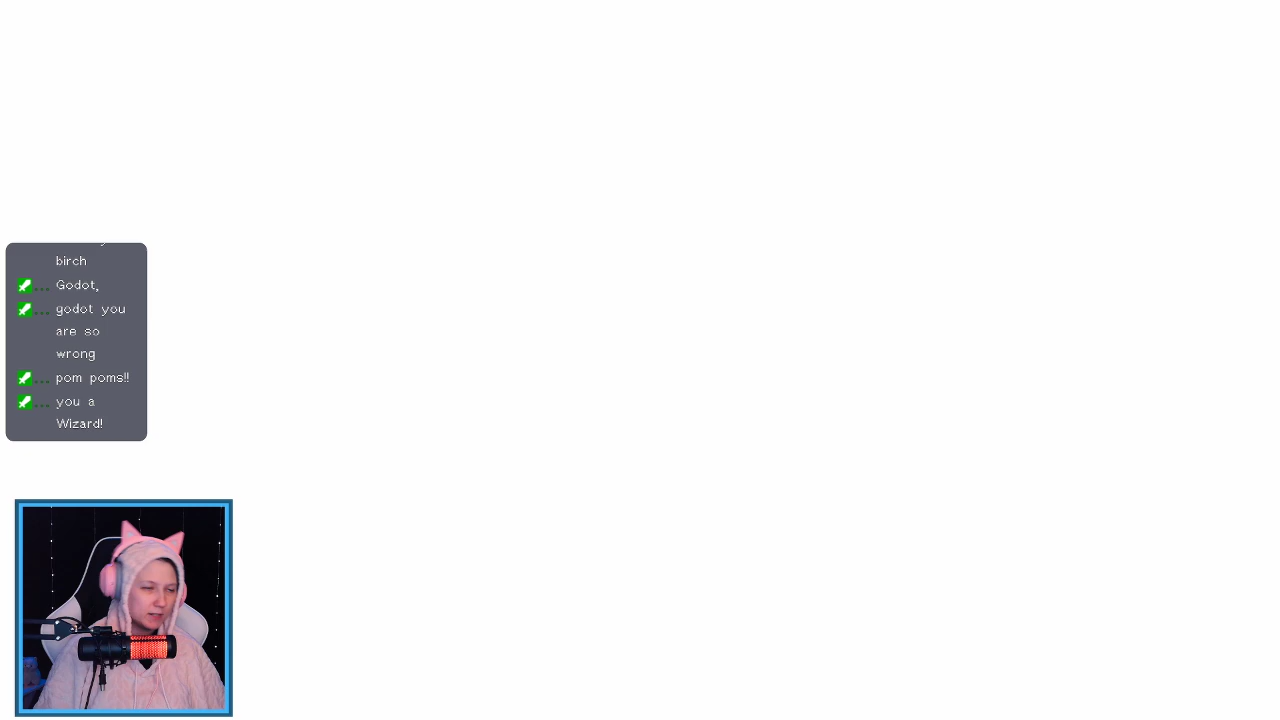 birch
Godot,
godot you
are so
wrong
pom poms!!
you a
Wizard!